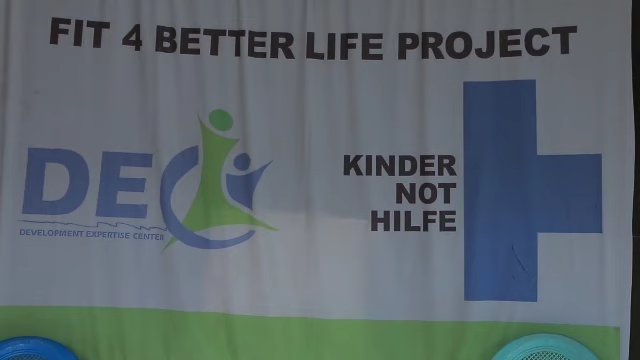 FIT 4 BETTER LIFE PROJECT
DEC
DEVELOPMENT EXPERTISE CENTER
KINDER
NOT
HILFE